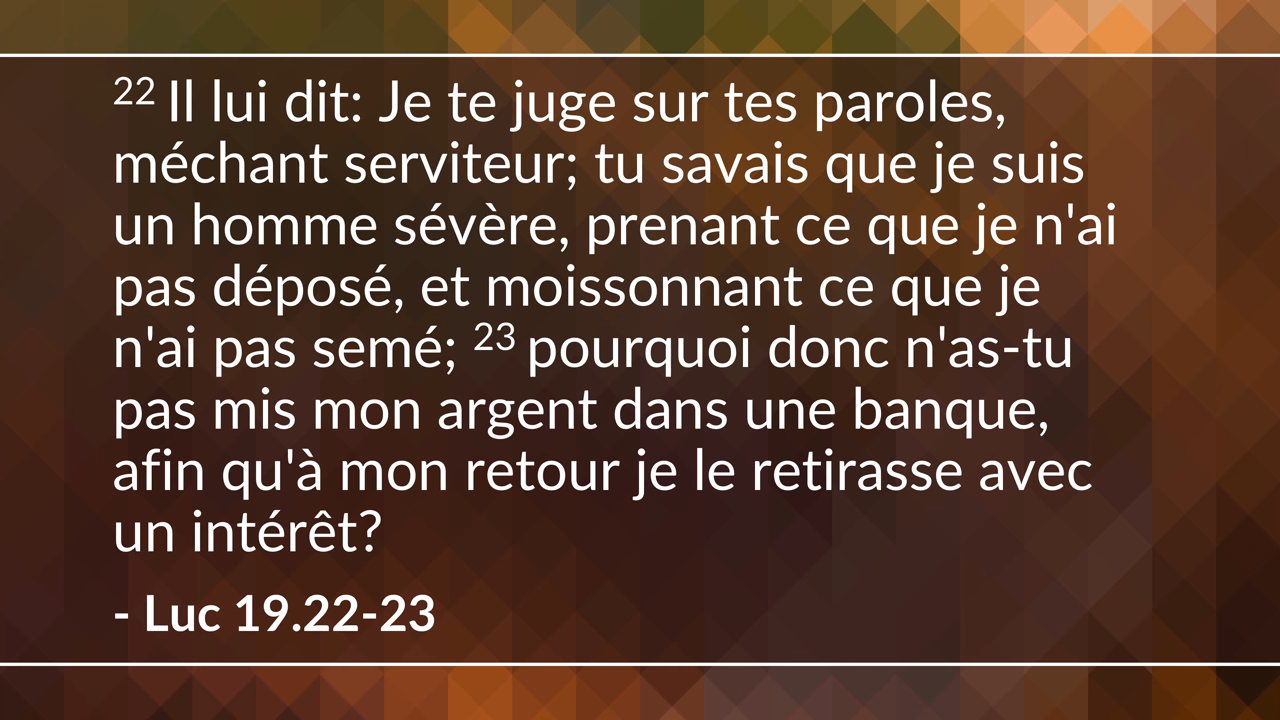 22 Il lui dit: Je te juge sur tes paroles,
méchant serviteur; tu savais que je suis
un homme sévère, prenant ce que je n'ai
pas déposé, et moissonnant ce que je
n'ai pas semé; 23 pourquoi donc n'as-tu
pas mis mon argent dans une banque,
afin qu'à mon retour je le retirasse avec
un intérêt?
- Luc 19.22-23